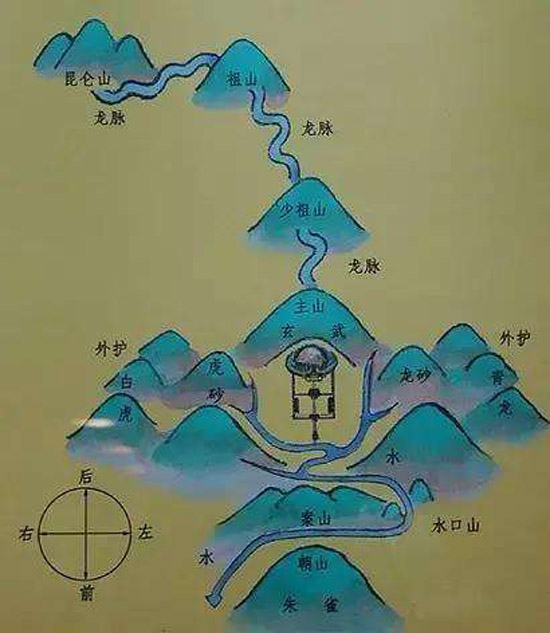 昆仑山
祖山
龙脉
龙脉
少祖山
龙脉
主山
玄武
外护
外护
白虎
虎砂
龙砂
青龙
水
案山
水口山
水
朝山
朱雀
后
右
左
前